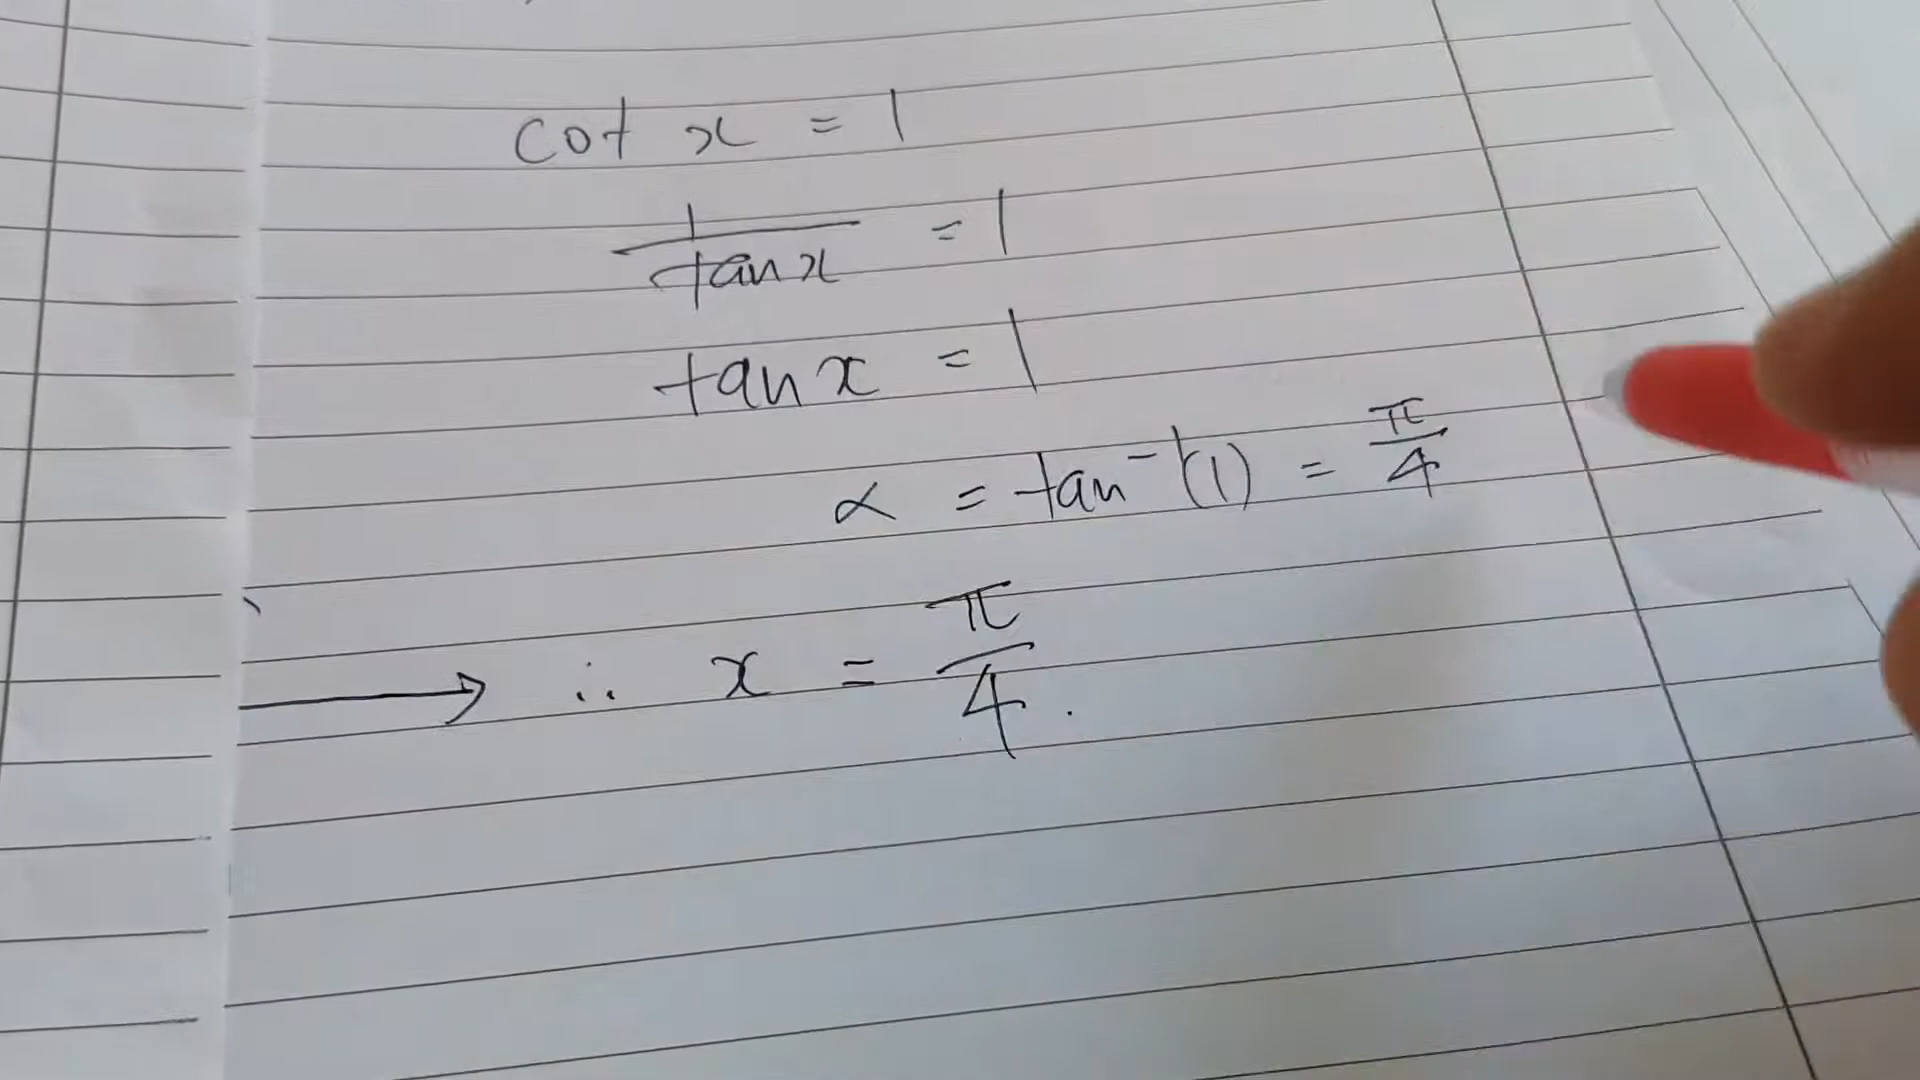 cot x = 1
1/tan x = 1
tan x = 1
α = tan⁻¹(1) = π/4
→ ∴ x = π/4.